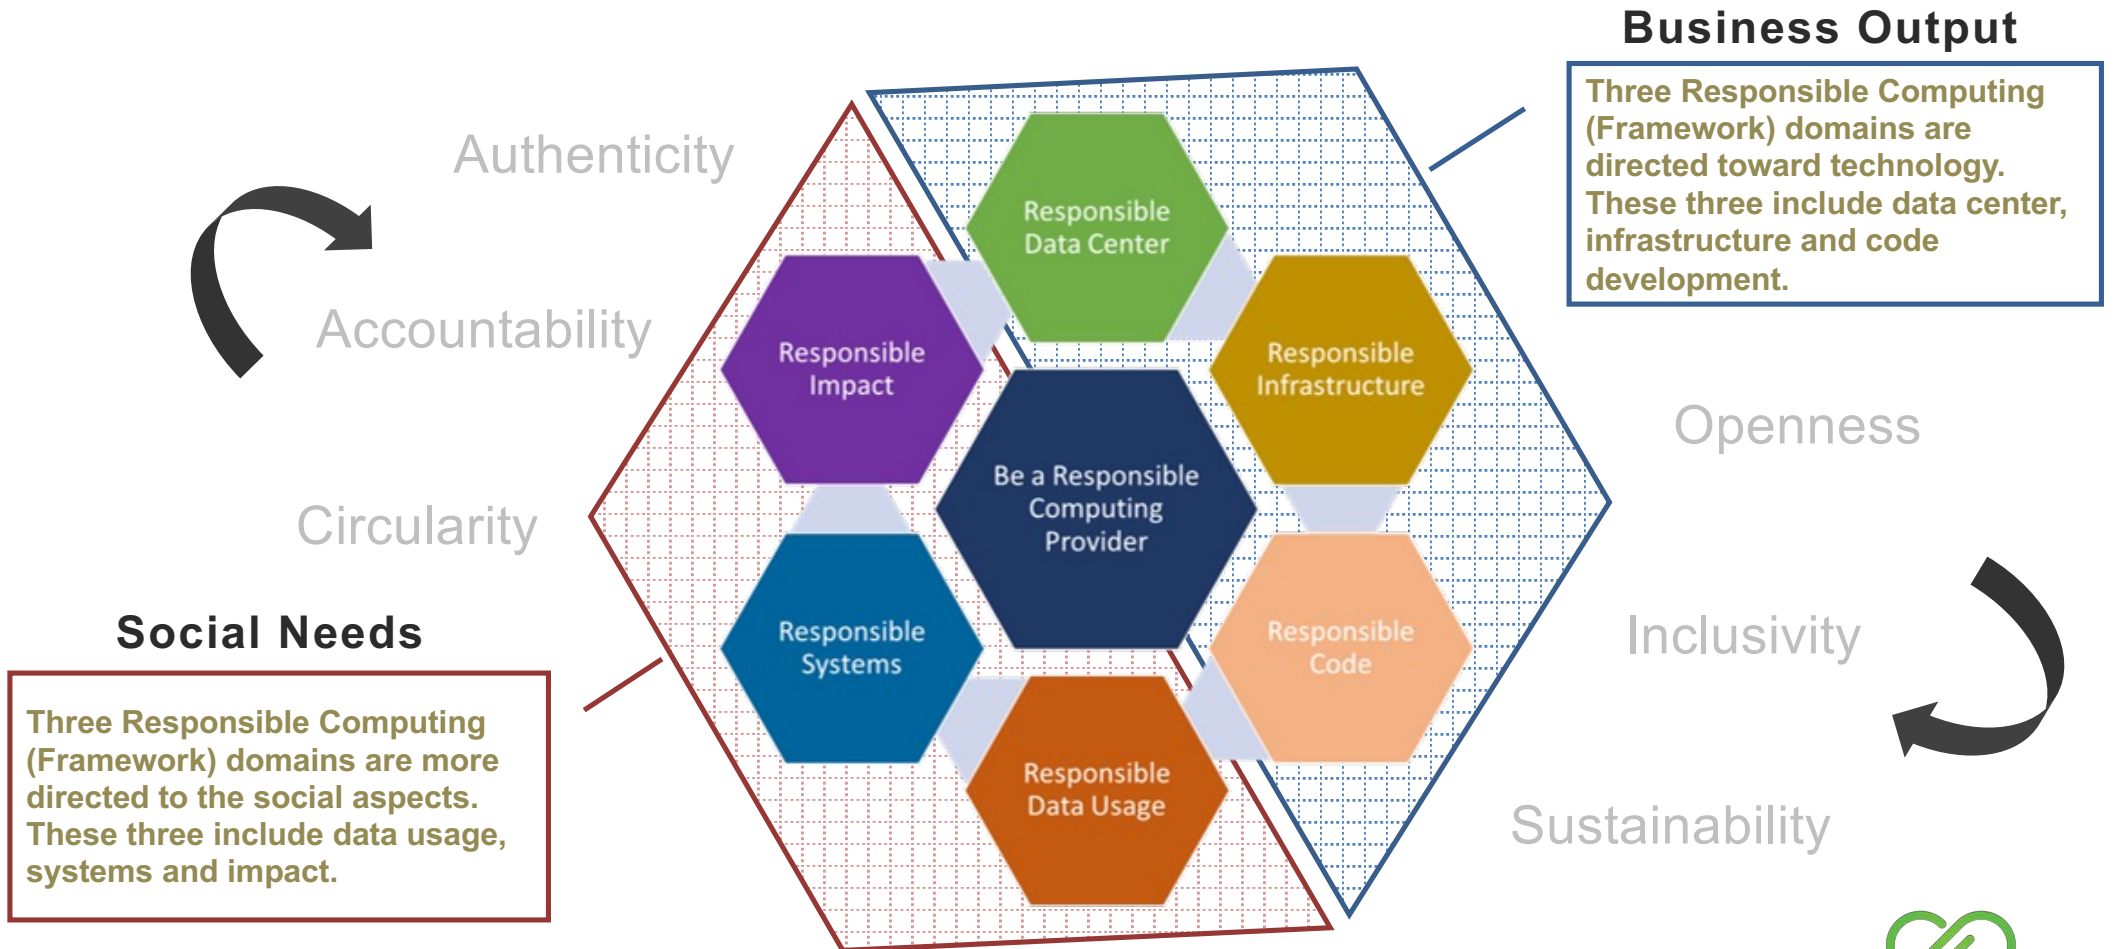 Business Output
Three Responsible Computing
(Framework) domains are
directed toward technology.
These three include data center,
infrastructure and code
development.
Authenticity
Accountability
Circularity
Responsible
Data Center
Responsible
Impact
Responsible
Infrastructure
Be a Responsible
Computing
Provider
Responsible
Systems
Responsible
Code
Responsible
Data Usage
Openness
Inclusivity
Sustainability
Social Needs
Three Responsible Computing
(Framework) domains are more
directed to the social aspects.
These three include data usage,
systems and impact.